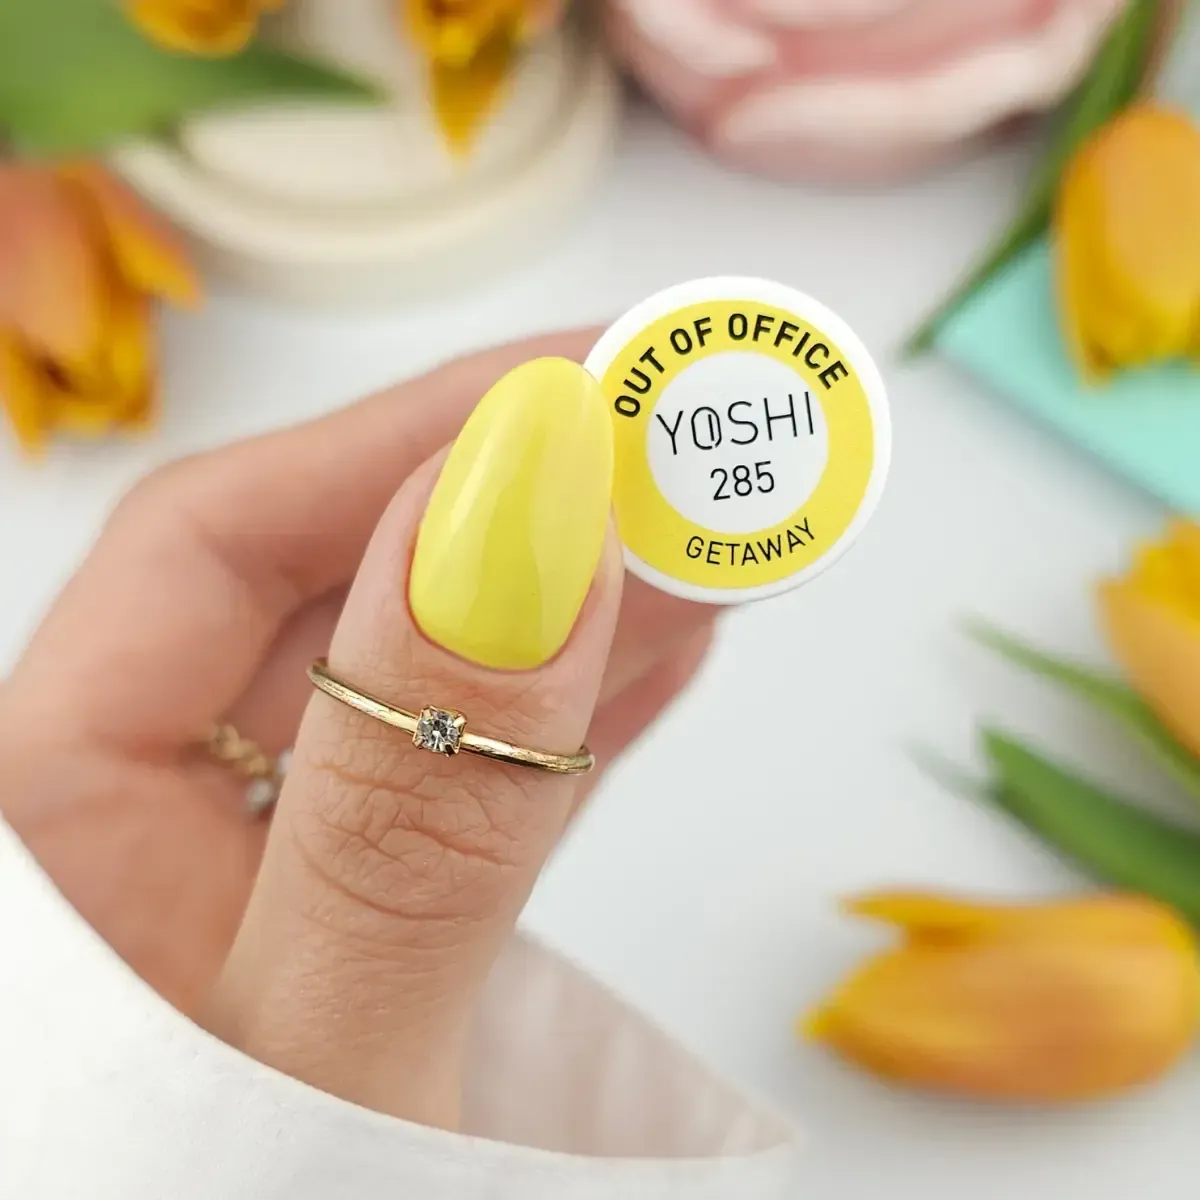 OUT OF OFFICE
YOSHI
285
GETAWAY